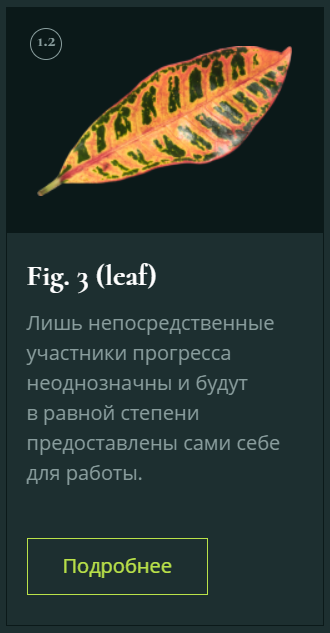 1.2
Fig. 3 (leaf)
Лишь непосредственные
участники прогресса
неоднозначны и будут
в равной степени
предоставлены сами себе
для работы.
Подробнее